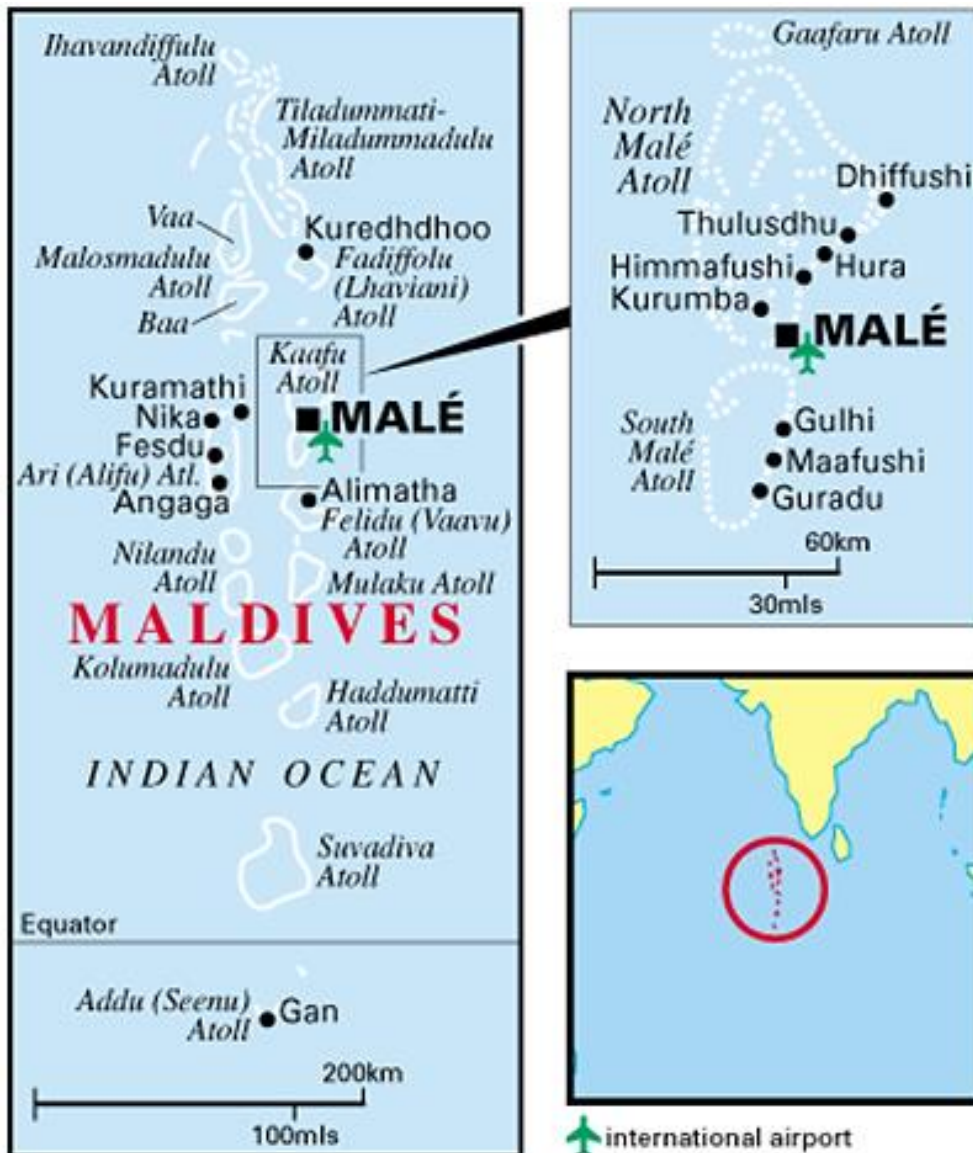 Ihavandiffulu
Atoll
Tiladummati-
Miladummadulu
Atoll
Vaa
Kuredhdhoo
Malosmadulu
Atoll
Fadiffolu
(Lhaviani)
Atoll
Baa
Kaafu
Atoll
Kuramathi
Nika
MALÉ
Fesdu
Ari (Alifu) Atl.
Angaga
Alimatha
Felidu (Vaavu)
Atoll
Nilandu
Atoll
Mulaku Atoll
MALDIVES
Kolumadulu
Atoll
Haddumatti
Atoll
INDIAN OCEAN
Suvadiva
Atoll
Equator
Addu (Seenu)
Atoll
Gan
200km
100mls
Gaafaru Atoll
North
Malé
Atoll
Dhiffushi
Thulusdhu
Hura
Himmafushi
Kurumba
MALÉ
South
Malé
Atoll
Gulhi
Maafushi
Guradu
60km
30mls
international airport